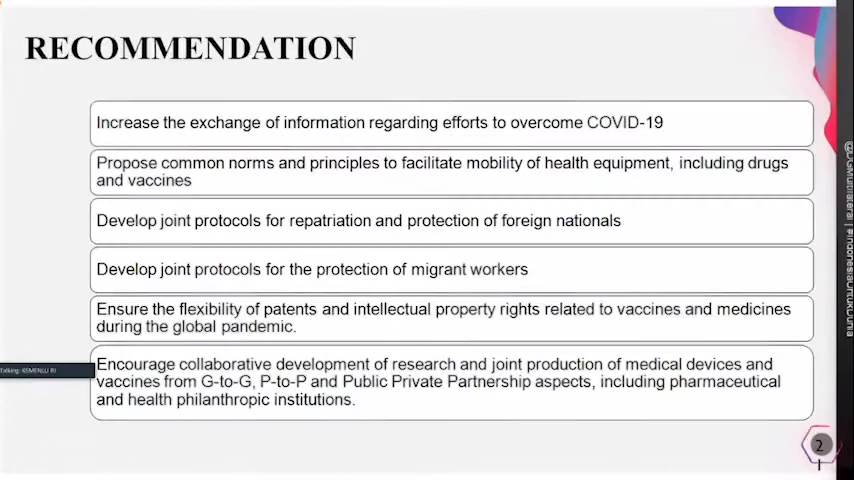 RECOMMENDATION
Increase the exchange of information regarding efforts to overcome COVID-19
Propose common norms and principles to facilitate mobility of health equipment, including drugs
and vaccines
Develop joint protocols for repatriation and protection of foreign nationals
Develop joint protocols for the protection of migrant workers
Ensure the flexibility of patents and intellectual property rights related to vaccines and medicines
during the global pandemic.
Encourage collaborative development of research and joint production of medical devices and
vaccines from G-to-G, P-to-P and Public Private Partnership aspects, including pharmaceutical
and health philanthropic institutions.
Talking: KEMENLU RI
2
#IndonesiaUntukDunia